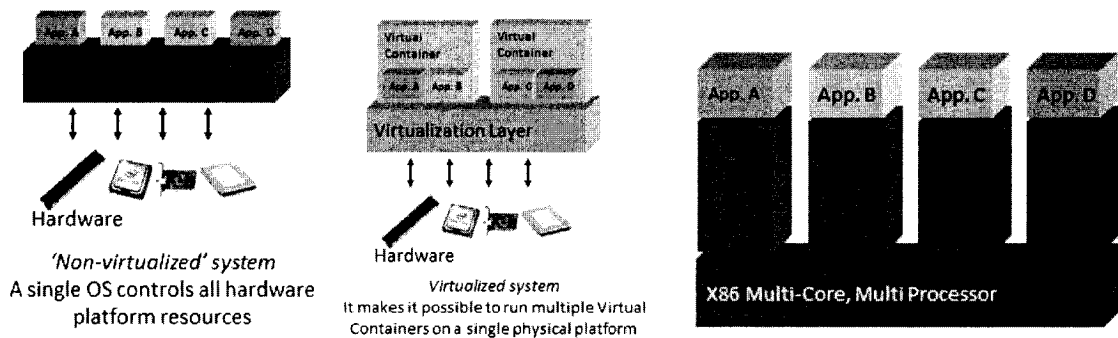 App. A App. B App. C App. D
Hardware
'Non-virtualized' system
A single OS controls all hardware
platform resources
Virtual
Container
App. A App. B
Virtual
Container
App. C App. D
Virtualization Layer
Hardware
Virtualized system
It makes it possible to run multiple Virtual
Containers on a single physical platform
App. A App. B App. C App. D
X86 Multi-Core, Multi Processor